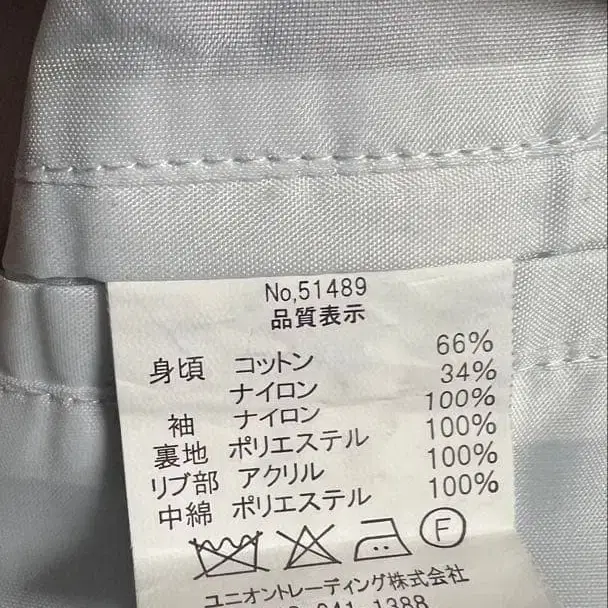 No,51489
品質表示
身頃 コットン 66%
ナイロン 34%
袖 ナイロン 100%
裏地 ポリエステル 100%
リブ部 アクリル 100%
中綿 ポリエステル 100%
F
ユニオントレーディング株式会社
941-1388